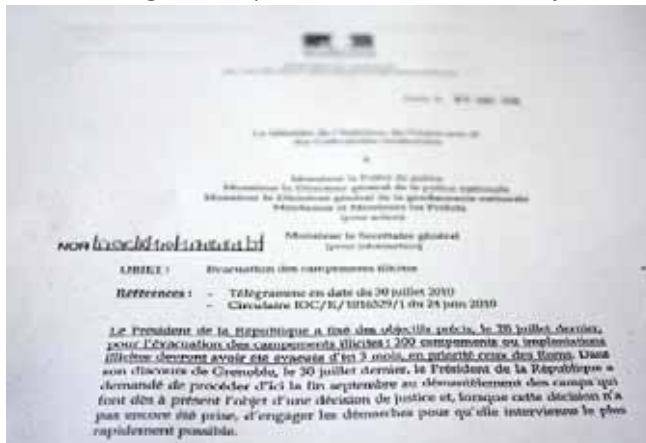 Le Ministre de l'Intérieur, de l'Outre-mer et
des Collectivités territoriales
à
Monsieur le Préfet de police
Monsieur le Directeur général de la police nationale
Monsieur le Directeur général de la gendarmerie nationale
Mesdames et Messieurs les Préfets
(pour action)
Monsieur le Secrétaire général
(pour information)
NOR
OBJET : Evacuation des campements illicites
Références : - Télégramme en date du 30 juillet 2010
- Circulaire IOC/K/1016329/J du 24 juin 2010
Le Président de la République a fixé des objectifs précis, le 28 juillet dernier,
pour l'évacuation des campements illicites : 300 campements ou implantations
illicites devront avoir été évacués d'ici 3 mois, en priorité ceux des Roms. Dans
son discours de Grenoble, le 30 juillet dernier, le Président de la République a
demandé de procéder d'ici la fin septembre au démantèlement des camps qui
font dès à présent l'objet d'une décision de justice et, lorsque cette décision n'a
pas encore été prise, d'engager les démarches pour qu'elle intervienne le plus
rapidement possible.